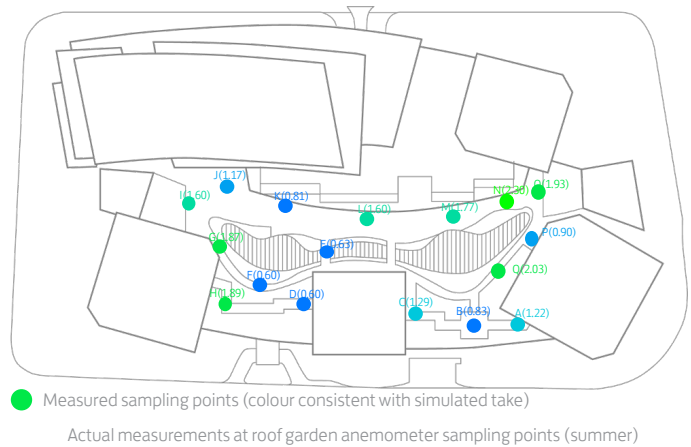 J(1.17)
I(1.60)
K(0.81)
L(1.60)
M(1.77)
O(1.93)
G(1.87)
E(0.63)
P(0.90)
F(0.60)
Q(2.03)
H(1.89)
D(0.60)
C(1.29)
B(0.83)
A(1.22)
Measured sampling points (colour consistent with simulated take)
Actual measurements at roof garden anemometer sampling points (summer)